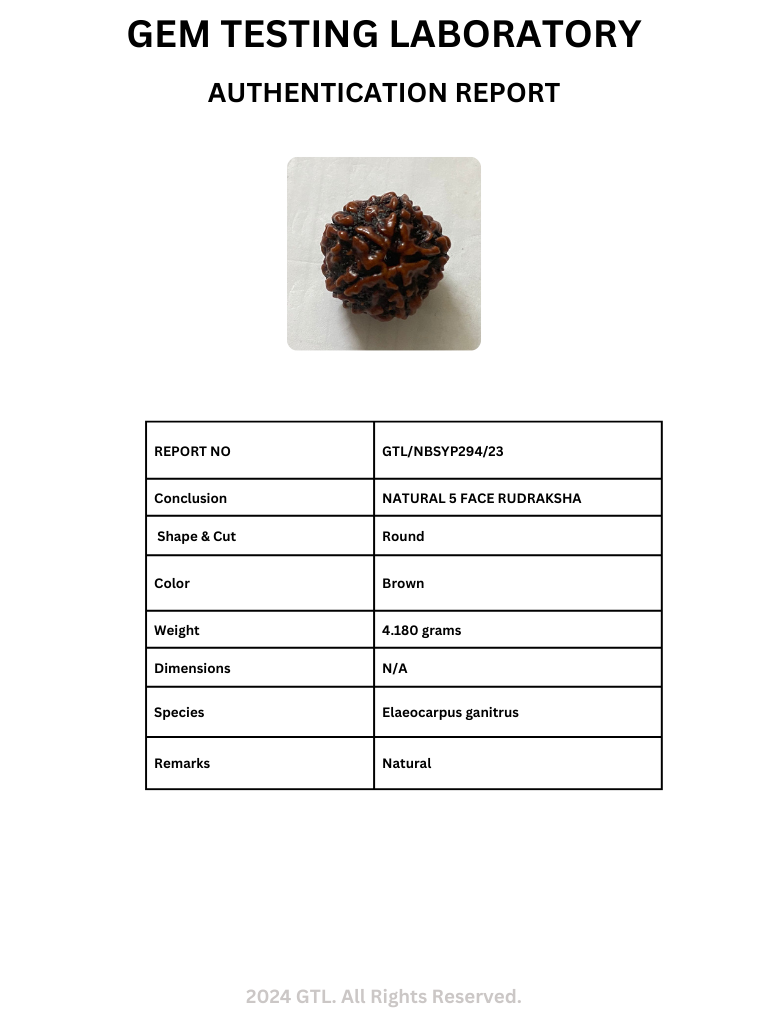 GEM TESTING LABORATORY
AUTHENTICATION REPORT
REPORT NO GTL/NBSYP294/23
Conclusion NATURAL 5 FACE RUDRAKSHA
Shape & Cut Round
Color Brown
Weight 4.180 grams
Dimensions N/A
Species Elaeocarpus ganitrus
Remarks Natural
2024 GTL. All Rights Reserved.